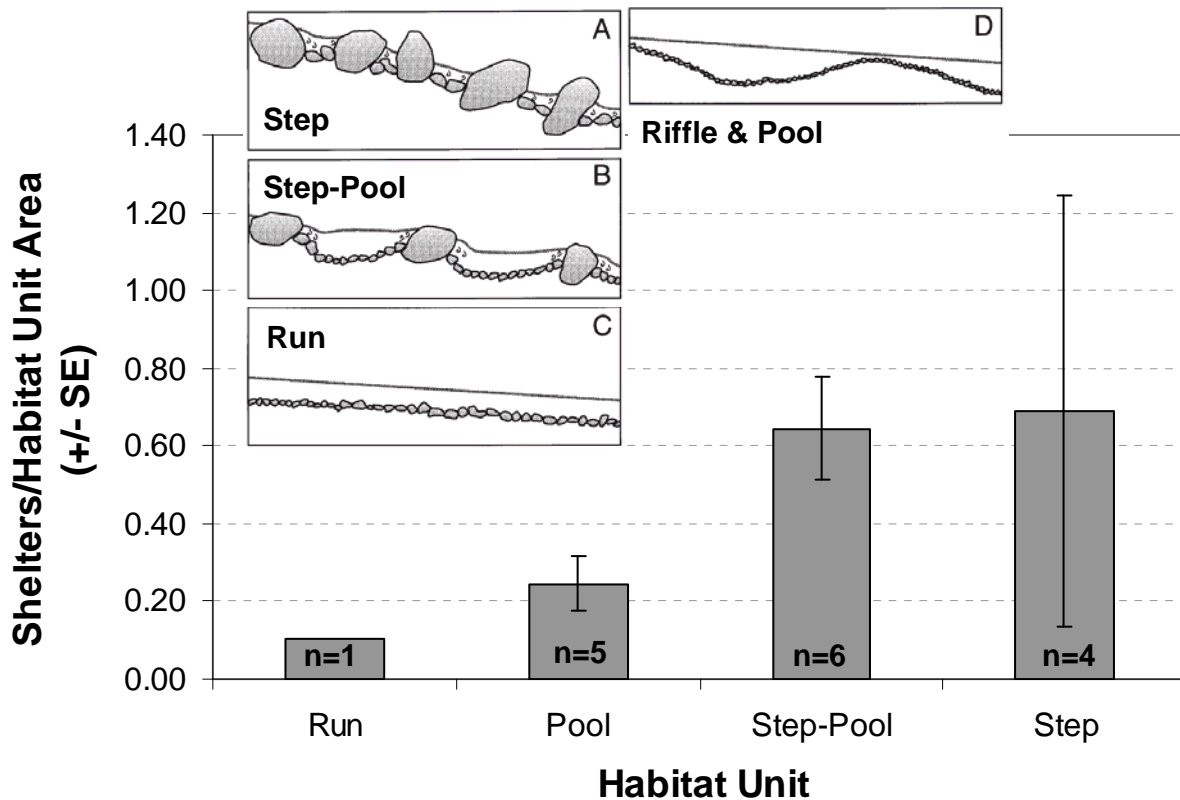 A
Step
D
Riffle & Pool
B
Step-Pool
C
Run
Shelters/Habitat Unit Area
(+/- SE)
1.40
1.20
1.00
0.80
0.60
0.40
0.20
0.00
n=1
n=5
n=6
n=4
Run
Pool
Step-Pool
Step
Habitat Unit